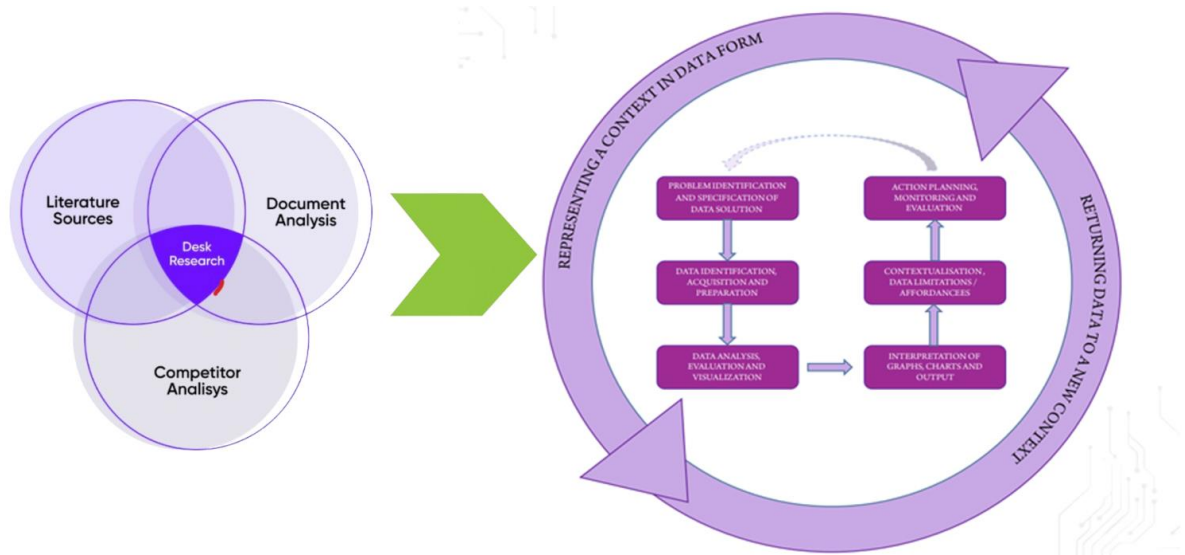 Literature
Sources
Document
Analysis
Desk
Research
Competitor
Analisys
REPRESENTING A CONTEXT IN DATA FORM
PROBLEM IDENTIFICATION
AND SPECIFICATION OF
DATA SOLUTION
DATA IDENTIFICATION,
ACQUISITION AND
PREPARATION
DATA ANALYSIS,
EVALUATION AND
VISUALIZATION
INTERPRETATION OF
GRAPHS, CHARTS AND
OUTPUT
CONTEXTUALISATION ,
DATA LIMITATIONS /
AFFORDANCEES
ACTION PLANNING,
MONITORING AND
EVALUATION
RETURNING DATA TO A NEW CONTEXT